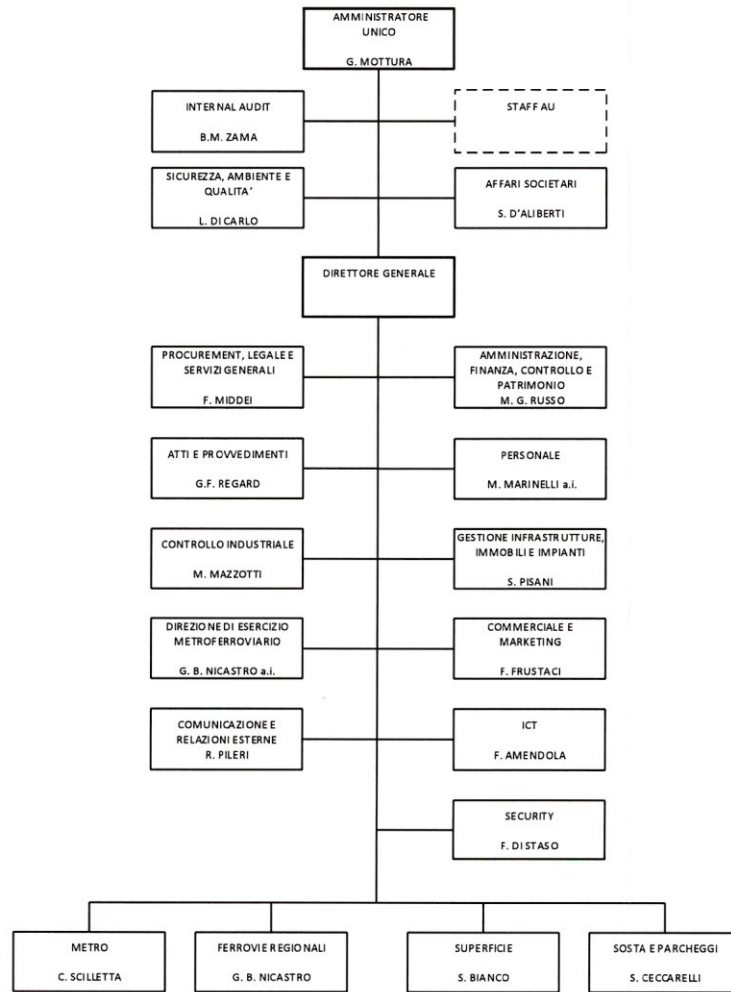 AMMINISTRATORE
UNICO
G. MOTTURA
INTERNAL AUDIT
B.M. ZAMA
STAFF AU
SICUREZZA, AMBIENTE E
QUALITA'
L. DI CARLO
AFFARI SOCIETARI
S. D'ALIBERTI
DIRETTORE GENERALE
PROCUREMENT, LEGALE E
SERVIZI GENERALI
F. MIDDEI
AMMINISTRAZIONE,
FINANZA, CONTROLLO E
PATRIMONIO
M. G. RUSSO
ATTI E PROVVEDIMENTI
G.F. REGARD
PERSONALE
M. MARINELLI a.i.
CONTROLLO INDUSTRIALE
M. MAZZOTTI
GESTIONE INFRASTRUTTURE,
IMMOBILI E IMPIANTI
S. PISANI
DIREZIONE DI ESERCIZIO
METROFERROVIARIO
G. B. NICASTRO a.i.
COMMERCIALE E
MARKETING
F. FRUSTACI
COMUNICAZIONE E
RELAZIONI ESTERNE
R. PILERI
ICT
F. AMENDOLA
SECURITY
F. DI STASO
METRO
C. SCILLETTA
FERROVIE REGIONALI
G. B. NICASTRO
SUPERFICIE
S. BIANCO
SOSTA E PARCHEGGI
S. CECCARELLI